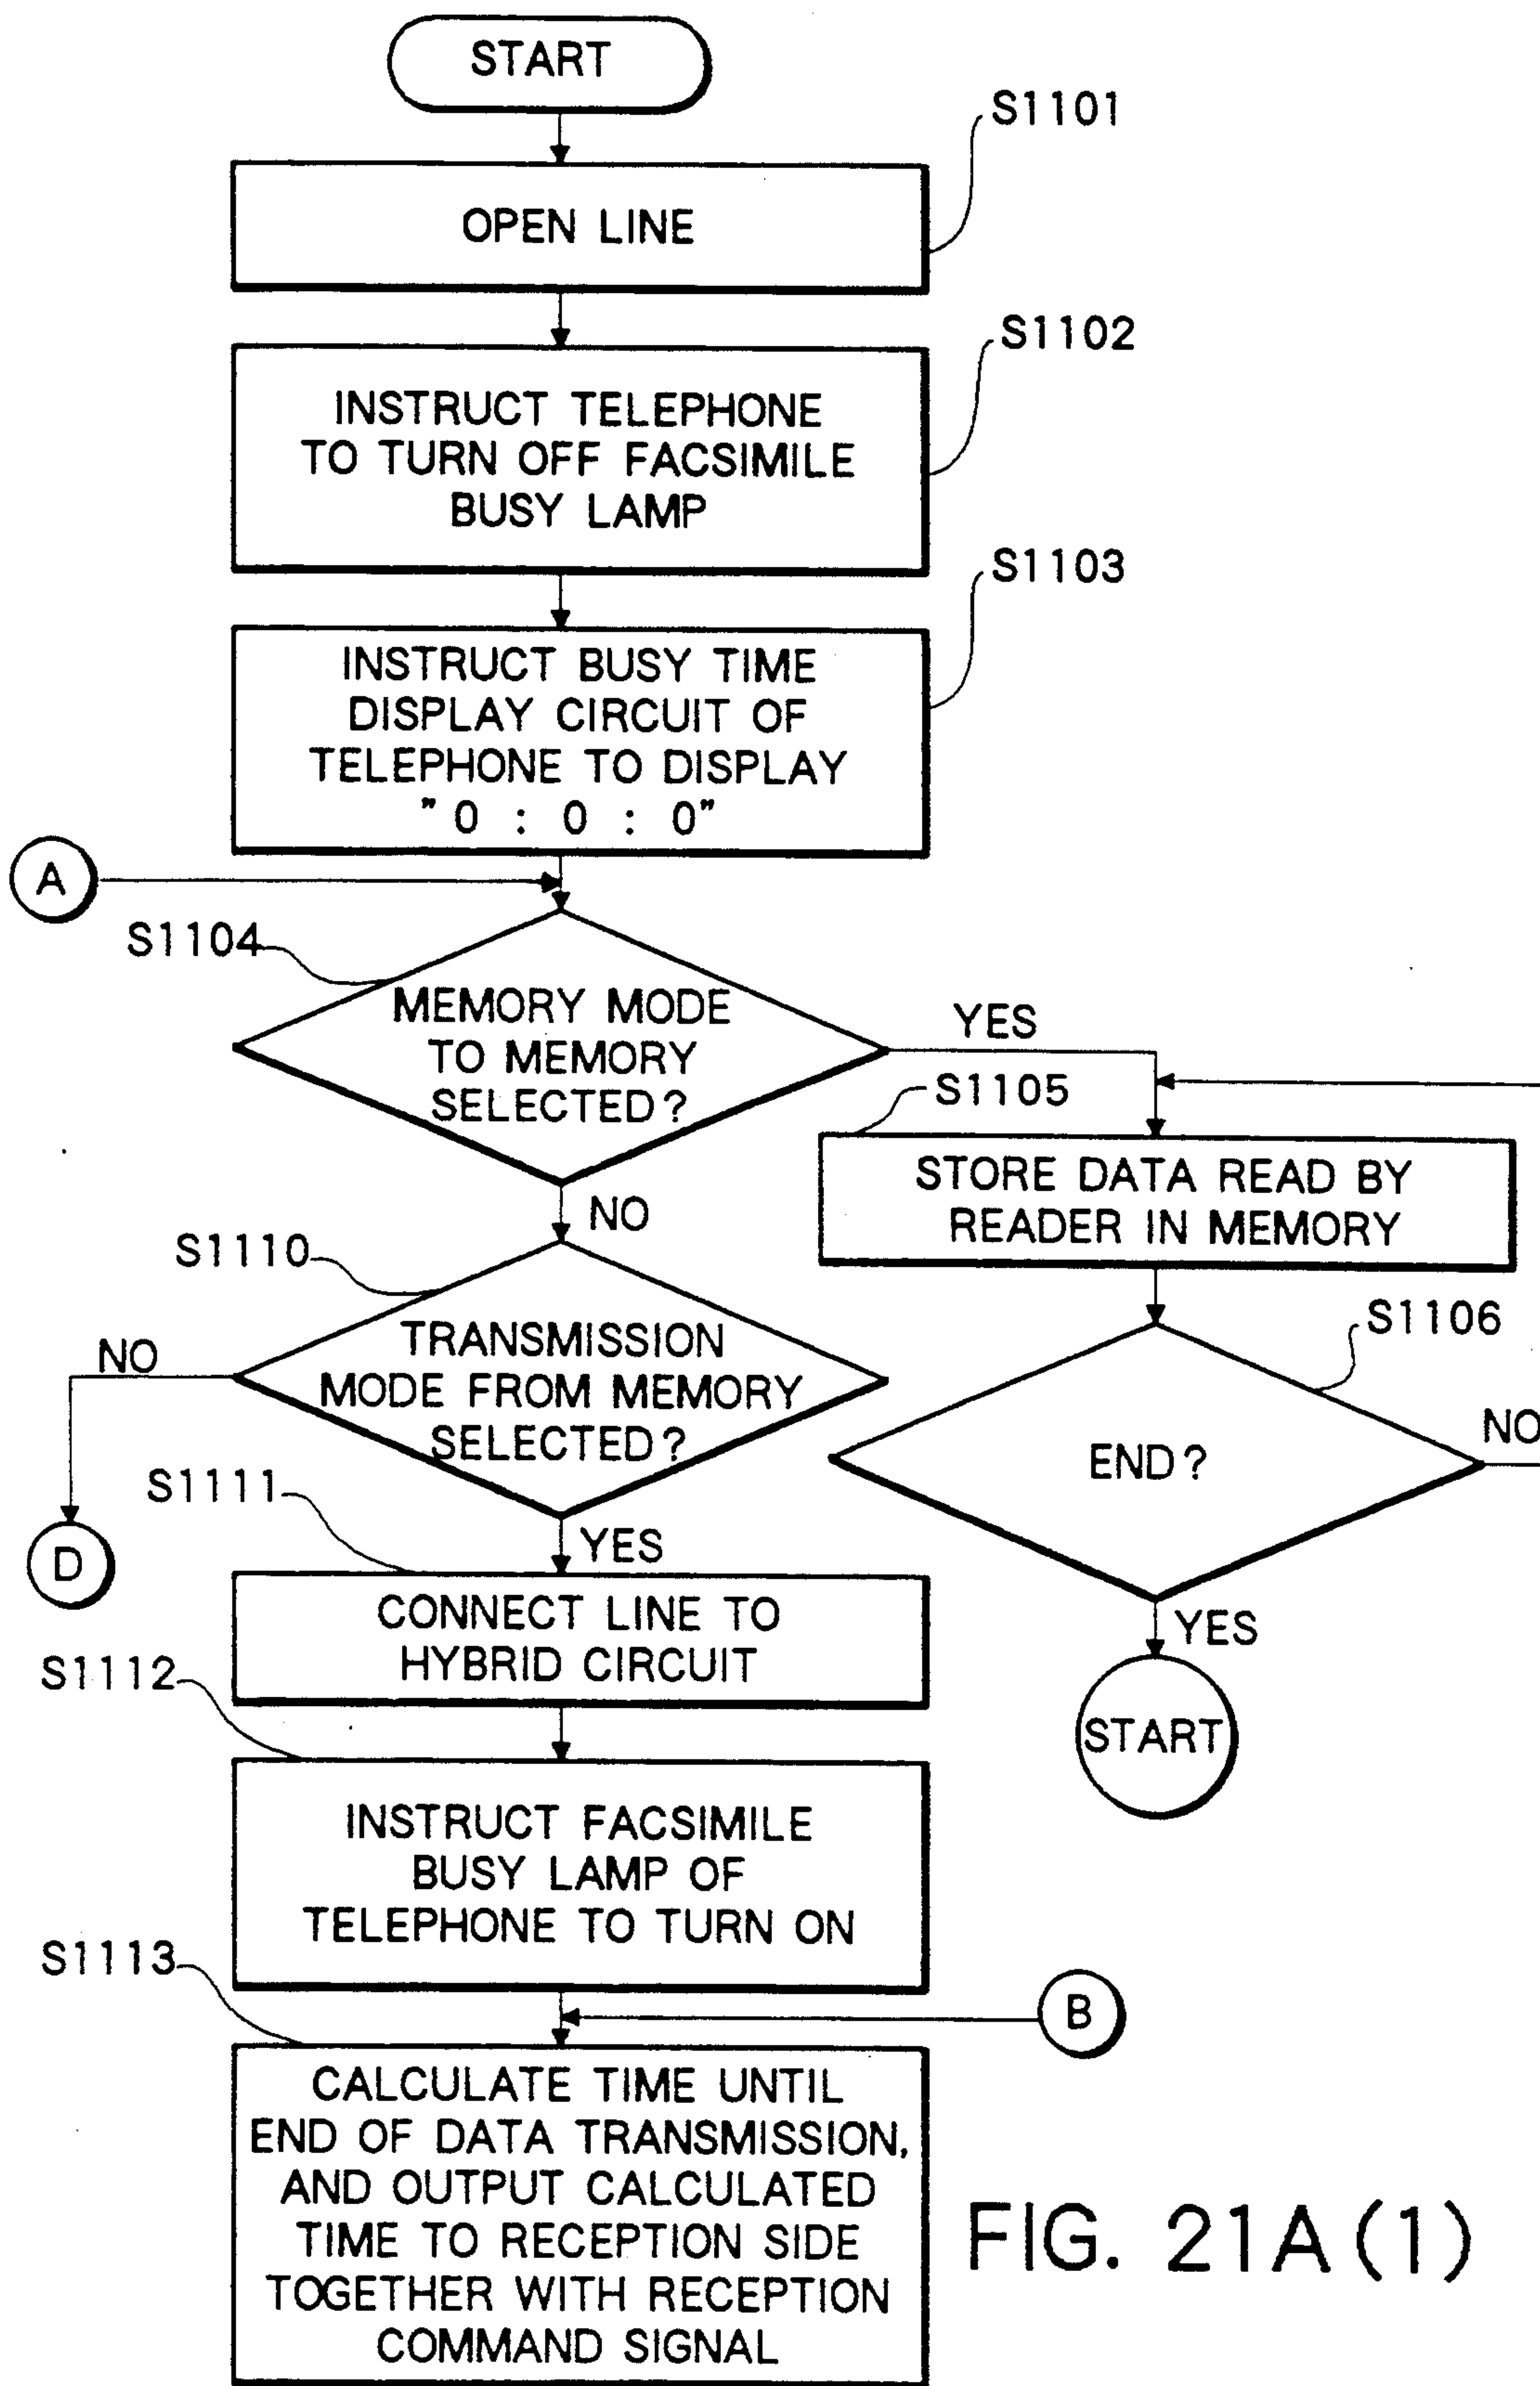 START
S1101
OPEN LINE
S1102
INSTRUCT TELEPHONE
TO TURN OFF FACSIMILE
BUSY LAMP
S1103
INSTRUCT BUSY TIME
DISPLAY CIRCUIT OF
TELEPHONE TO DISPLAY
"0 : 0 : 0"
A
S1104
MEMORY MODE
TO MEMORY
SELECTED?
YES
NO
S1105
STORE DATA READ BY
READER IN MEMORY
S1106
END?
NO
YES
START
S1110
TRANSMISSION
MODE FROM MEMORY
SELECTED?
NO
D
YES
S1111
CONNECT LINE TO
HYBRID CIRCUIT
S1112
INSTRUCT FACSIMILE
BUSY LAMP OF
TELEPHONE TO TURN ON
B
S1113
CALCULATE TIME UNTIL
END OF DATA TRANSMISSION,
AND OUTPUT CALCULATED
TIME TO RECEPTION SIDE
TOGETHER WITH RECEPTION
COMMAND SIGNAL
FIG. 21A(1)